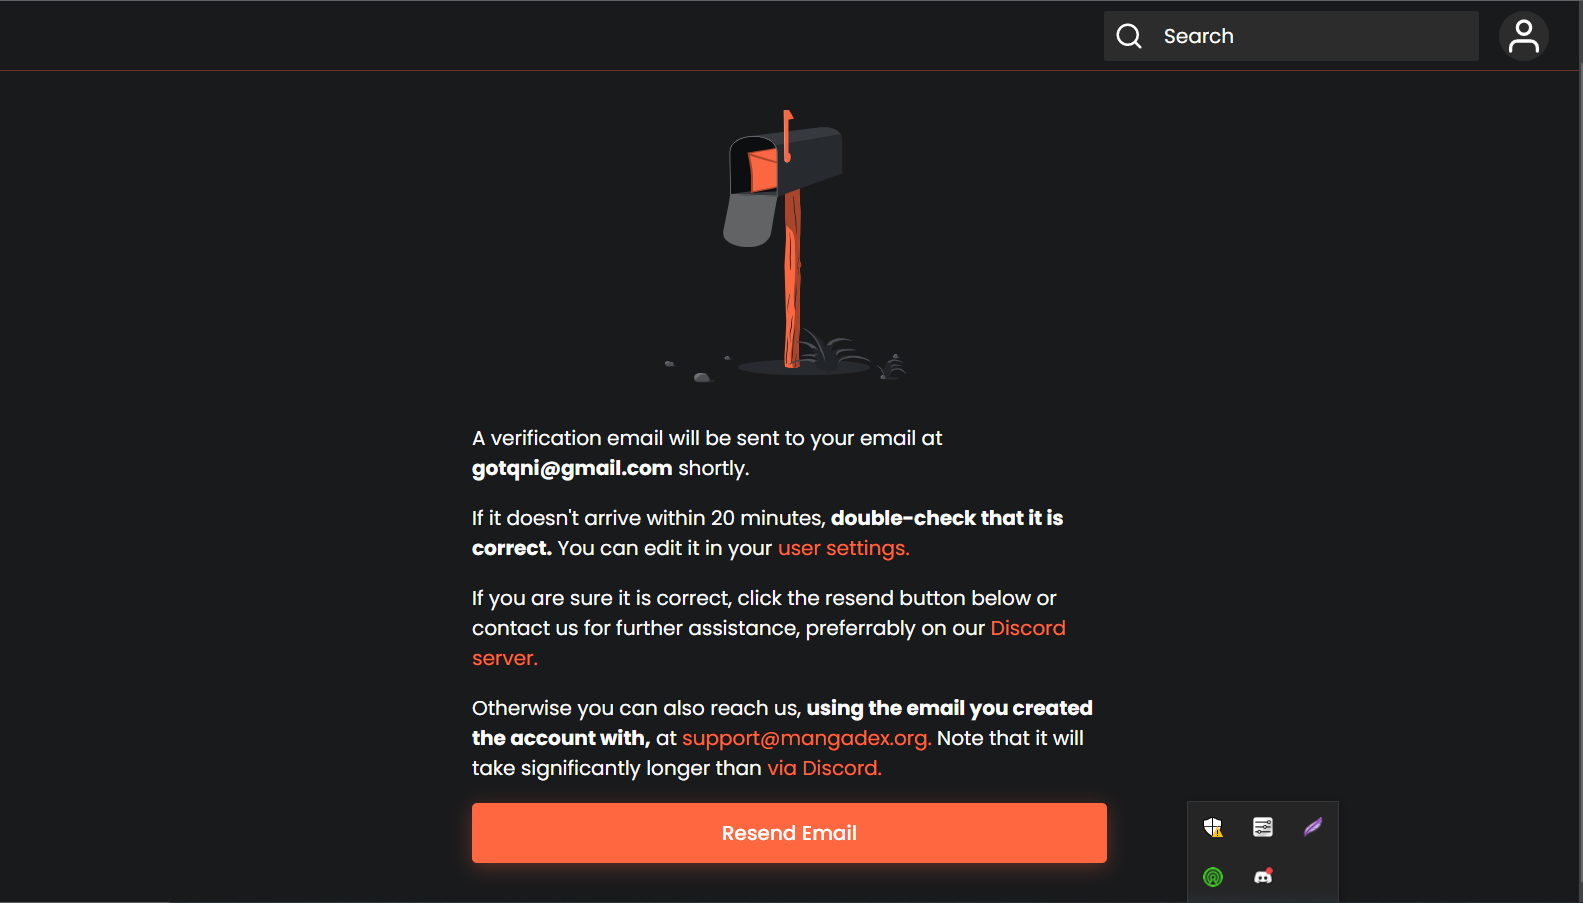 Search
A verification email will be sent to your email at
gotqni@gmail.com shortly.
If it doesn't arrive within 20 minutes, double-check that it is
correct. You can edit it in your user settings.
If you are sure it is correct, click the resend button below or
contact us for further assistance, preferrably on our Discord
server.
Otherwise you can also reach us, using the email you created
the account with, at support@mangadex.org. Note that it will
take significantly longer than via Discord.
Resend Email